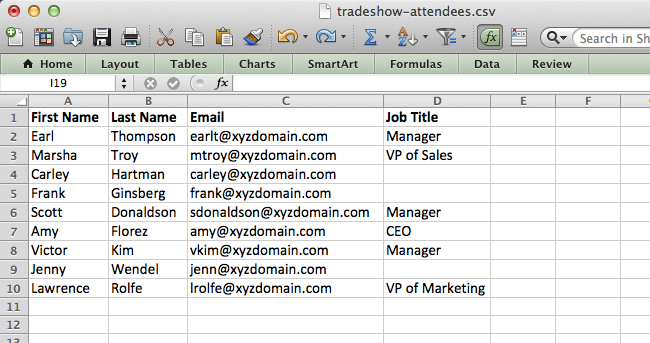 tradeshow-attendees.csv
Search in Sh
Home Layout Tables Charts SmartArt Formulas Data Review
I19 fx
A B C D E F
1 First Name Last Name Email Job Title
2 Earl Thompson earlt@xyzdomain.com Manager
3 Marsha Troy mtroy@xyzdomain.com VP of Sales
4 Carley Hartman carley@xyzdomain.com
5 Frank Ginsberg frank@xyzdomain.com
6 Scott Donaldson sdonaldson@xyzdomain.com Manager
7 Amy Florez amy@xyzdomain.com CEO
8 Victor Kim vkim@xyzdomain.com Manager
9 Jenny Wendel jenn@xyzdomain.com
10 Lawrence Rolfe lrolfe@xyzdomain.com VP of Marketing
11
12
13